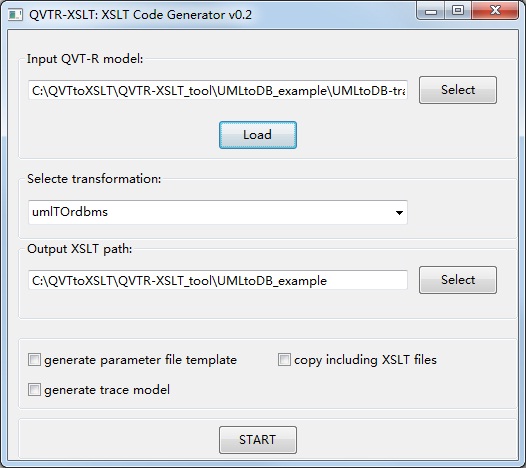 QVTR-XSLT: XSLT Code Generator v0.2
Input QVT-R model:
C:\QVTtoXSLT\QVTR-XSLT_tool\UMLtoDB_example\UMLtoDB-tra
Select
Load
Selecte transformation:
umlTOrdbms
Output XSLT path:
C:\QVTtoXSLT\QVTR-XSLT_tool\UMLtoDB_example
Select
generate parameter file template
copy including XSLT files
generate trace model
START